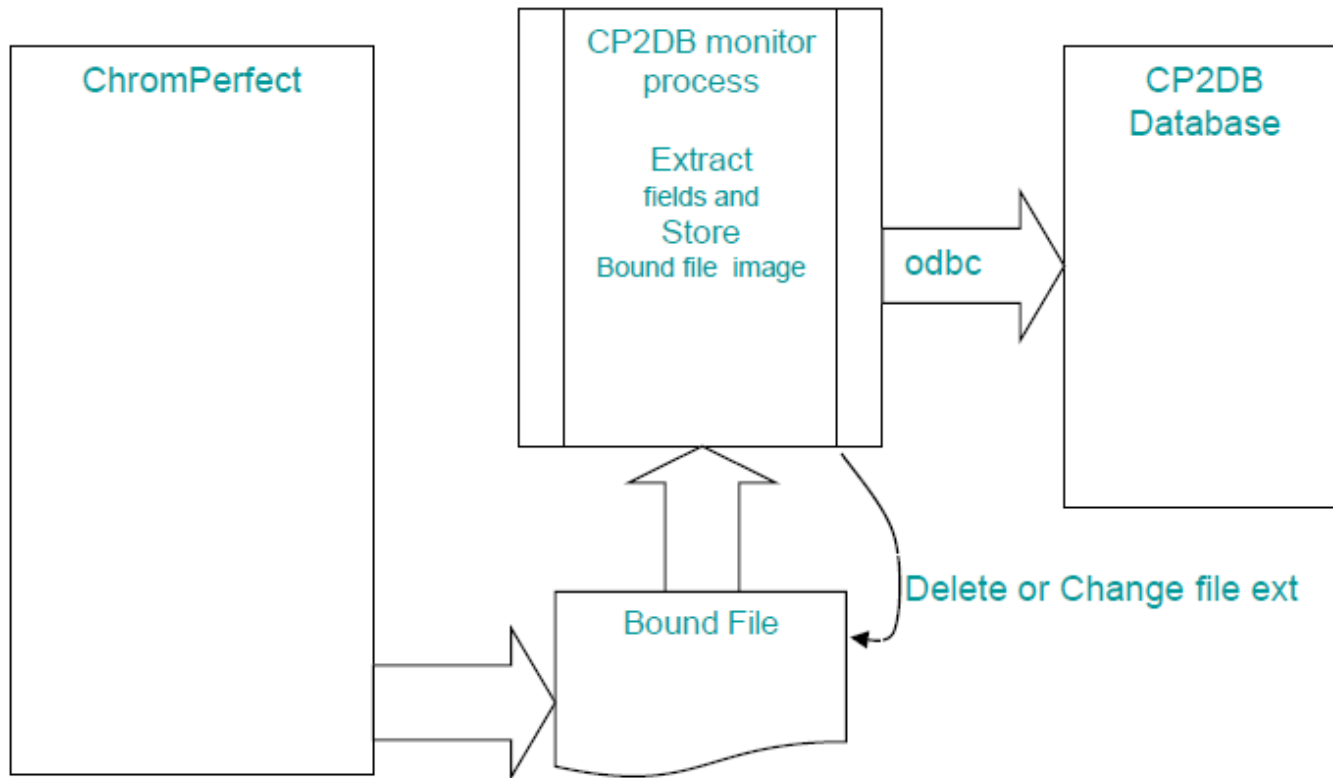 ChromPerfect
CP2DB monitor
process
Extract
fields and
Store
Bound file image
odbc
CP2DB
Database
Delete or Change file ext
Bound File